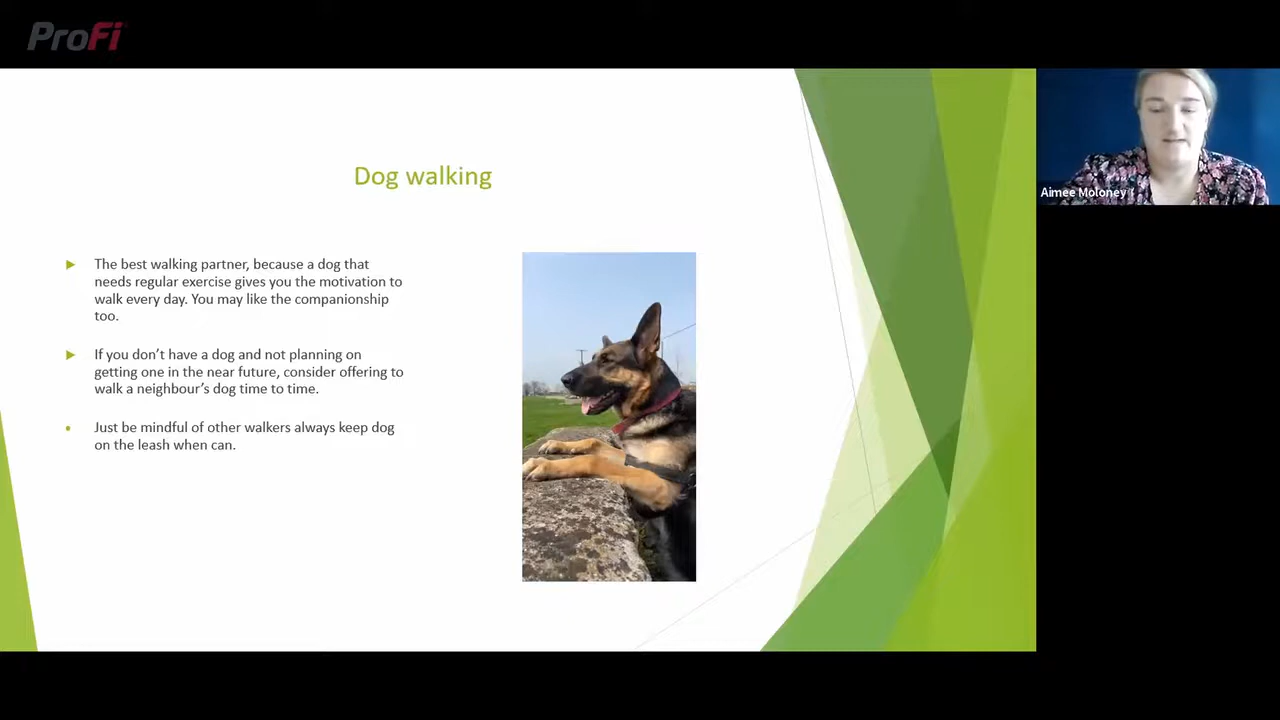 ProFi
Dog walking
The best walking partner, because a dog that
needs regular exercise gives you the motivation to
walk every day. You may like the companionship
too.
If you don't have a dog and not planning on
getting one in the near future, consider offering to
walk a neighbour's dog time to time.
Just be mindful of other walkers always keep dog
on the leash when can.
Aimee Moloney